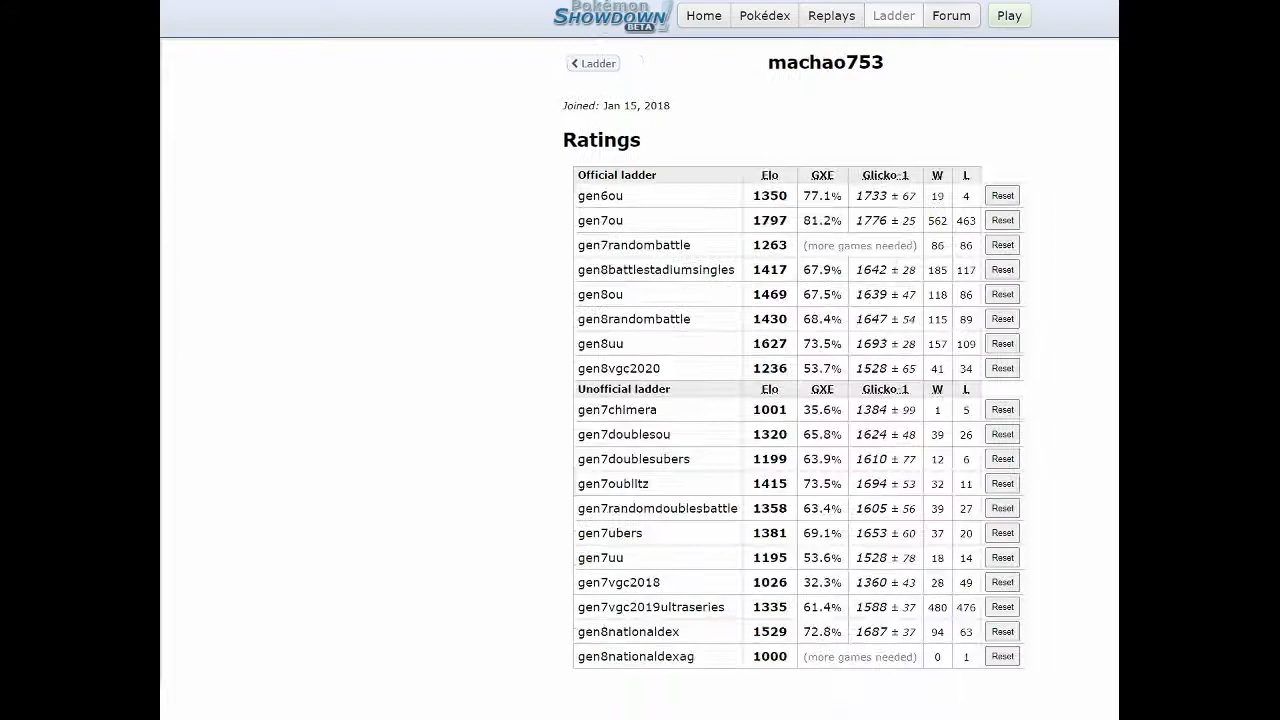 Pokémon
SHOWDOWN!
BETA
Home Pokédex Replays Ladder Forum Play
Ladder machao753
Joined: Jan 15, 2018
Ratings
Official ladder Elo GXE Glicko-1 W L
gen6ou 1350 77.1% 1733 ± 67 19 4 Reset
gen7ou 1797 81.2% 1776 ± 25 562 463 Reset
gen7randombattle 1263 (more games needed) 86 86 Reset
gen8battlestadiumsingles 1417 67.9% 1642 ± 28 185 117 Reset
gen8ou 1469 67.5% 1639 ± 47 118 86 Reset
gen8randombattle 1430 68.4% 1647 ± 54 115 89 Reset
gen8uu 1627 73.5% 1693 ± 28 157 109 Reset
gen8vgc2020 1236 53.7% 1528 ± 65 41 34 Reset
Unofficial ladder Elo GXE Glicko-1 W L
gen7chimera 1001 35.6% 1384 ± 99 1 5 Reset
gen7doublesou 1320 65.8% 1624 ± 48 39 26 Reset
gen7doublesubers 1199 63.9% 1610 ± 77 12 6 Reset
gen7oublitz 1415 73.5% 1694 ± 53 32 11 Reset
gen7randomdoublesbattle 1358 63.4% 1605 ± 56 39 27 Reset
gen7ubers 1381 69.1% 1653 ± 60 37 20 Reset
gen7uu 1195 53.6% 1528 ± 78 18 14 Reset
gen7vgc2018 1026 32.3% 1360 ± 43 28 49 Reset
gen7vgc2019ultraseries 1335 61.4% 1588 ± 37 480 476 Reset
gen8nationaldex 1529 72.8% 1687 ± 37 94 63 Reset
gen8nationaldexag 1000 (more games needed) 0 1 Reset